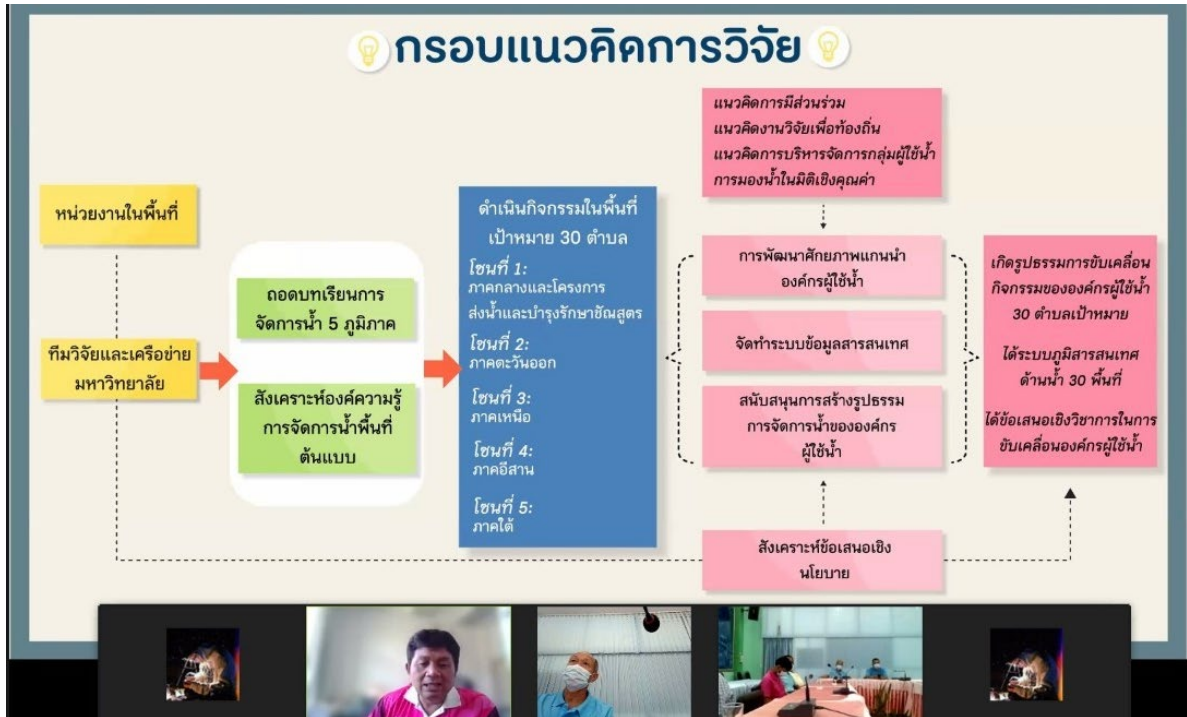 กรอบแนวคิดการวิจัย
หน่วยงานในพื้นที่
ทีมวิจัยและเครือข่าย
มหาวิทยาลัย
ถอดบทเรียนการ
จัดการน้ำ 5 ภูมิภาค
สังเคราะห์องค์ความรู้
การจัดการน้ำพื้นที่
ต้นแบบ
ดำเนินกิจกรรมในพื้นที่
เป้าหมาย 30 ตำบล
โซนที่ 1:
ภาคกลางและโครงการ
ส่งน้ำและบำรุงรักษาชัณสูตร
โซนที่ 2:
ภาคตะวันออก
โซนที่ 3:
ภาคเหนือ
โซนที่ 4:
ภาคอีสาน
โซนที่ 5:
ภาคใต้
แนวคิดการมีส่วนร่วม
แนวคิดงานวิจัยเพื่อท้องถิ่น
แนวคิดการบริหารจัดการกลุ่มผู้ใช้น้ำ
การมองน้ำในมิติเชิงคุณค่า
การพัฒนาศักยภาพแกนนำ
องค์กรผู้ใช้น้ำ
จัดทำระบบข้อมูลสารสนเทศ
สนับสนุนการสร้างรูปธรรม
การจัดการน้ำขององค์กร
ผู้ใช้น้ำ
สังเคราะห์ข้อเสนอเชิง
นโยบาย
เกิดรูปธรรมการขับเคลื่อน
กิจกรรมขององค์กรผู้ใช้น้ำ
30 ตำบลเป้าหมาย
ได้ระบบภูมิสารสนเทศ
ด้านน้ำ 30 พื้นที่
ได้ข้อเสนอเชิงวิชาการในการ
ขับเคลื่อนองค์กรผู้ใช้น้ำ